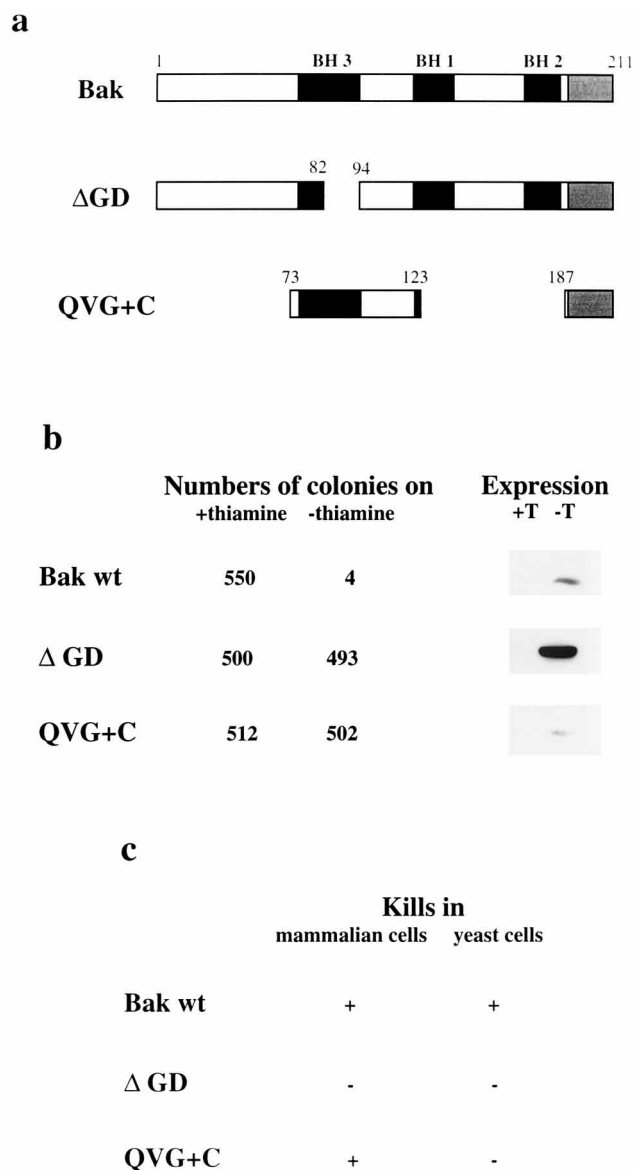 a
1 BH 3 BH 1 BH 2 211
Bak
82 94
ΔGD
73 123 187
QVG+C
b
Numbers of colonies on Expression
+thiamine -thiamine +T -T
Bak wt 550 4
Δ GD 500 493
QVG+C 512 502
c
Kills in
mammalian cells yeast cells
Bak wt + +
Δ GD - -
QVG+C + -